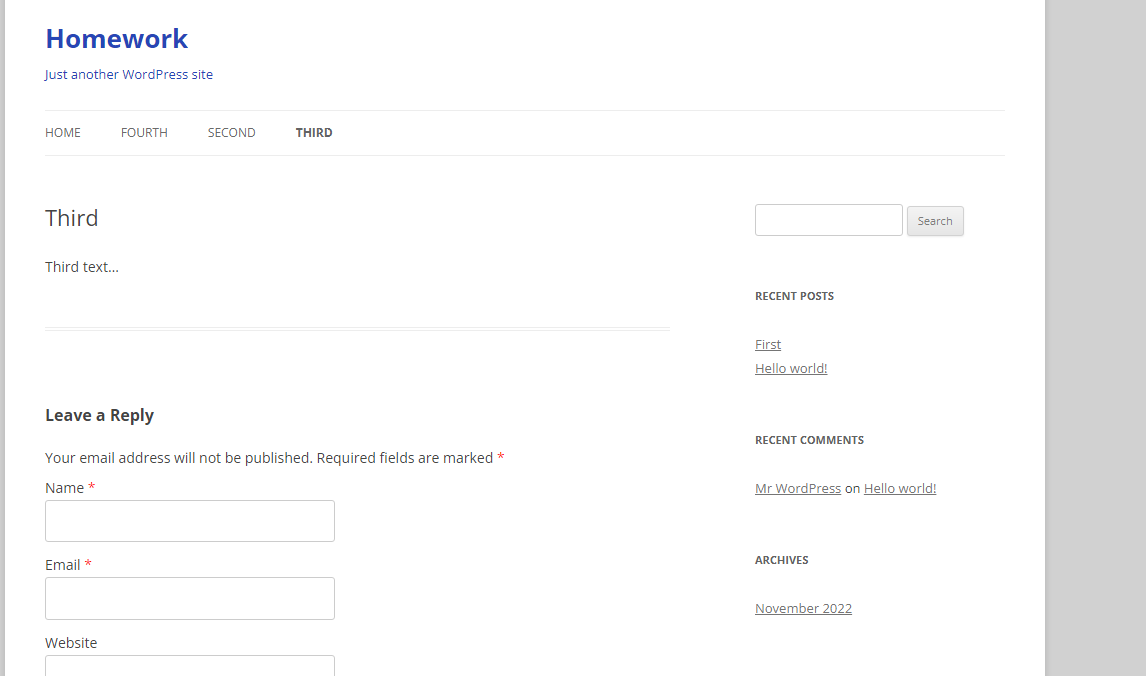 Homework
Just another WordPress site
HOME FOURTH SECOND THIRD
Third
Third text...
Leave a Reply
Your email address will not be published. Required fields are marked *
Name *
Email *
Website
Search
RECENT POSTS
First
Hello world!
RECENT COMMENTS
Mr WordPress on Hello world!
ARCHIVES
November 2022